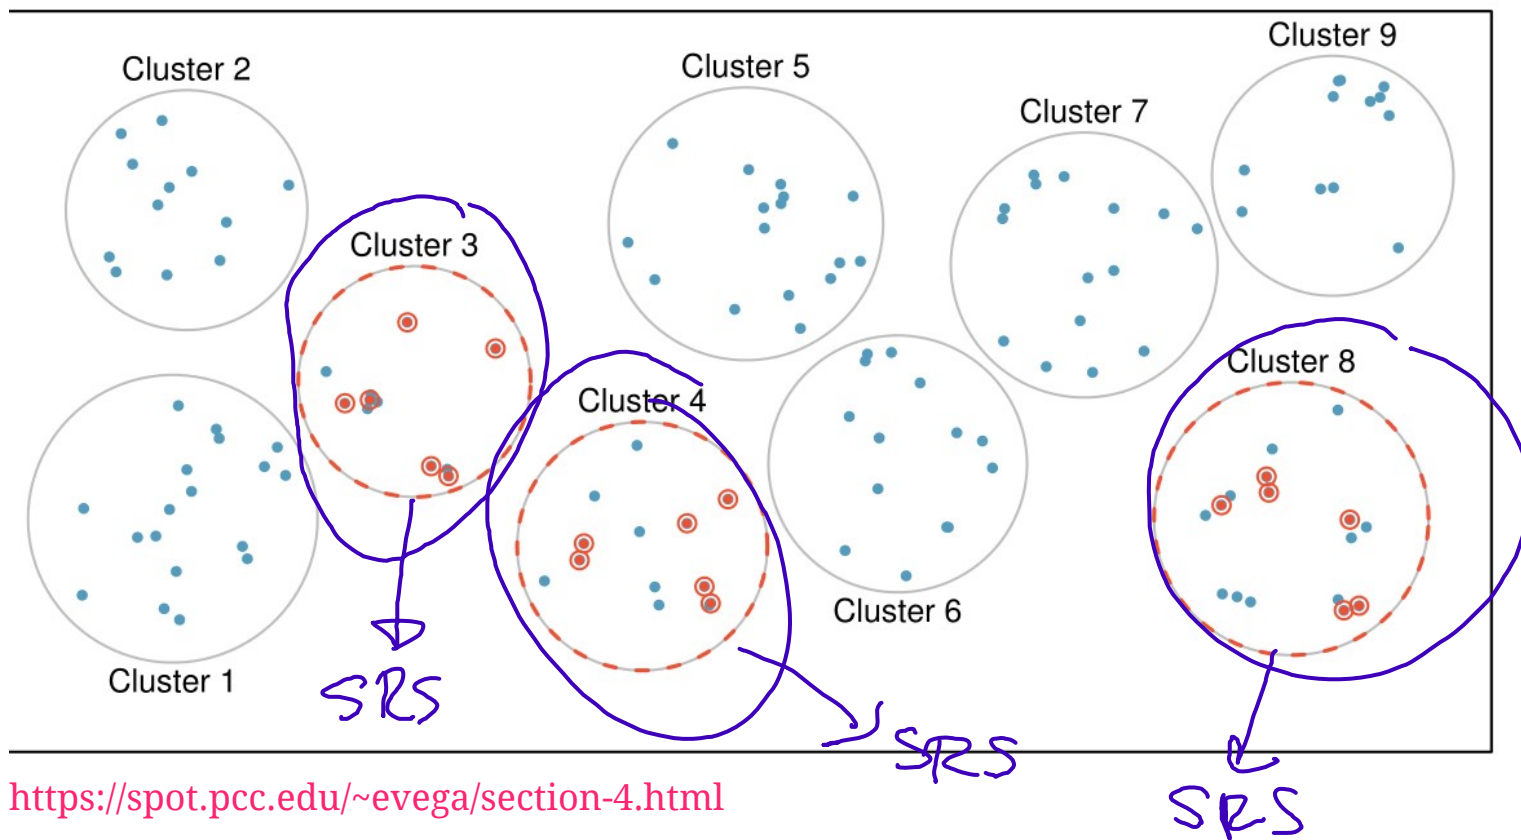 Cluster 9
Cluster 2
Cluster 5
Cluster 7
Cluster 3
Cluster 8
Cluster 4
Cluster 6
Cluster 1
SRS
SRS
SRS
https://spot.pcc.edu/~evega/section-4.html